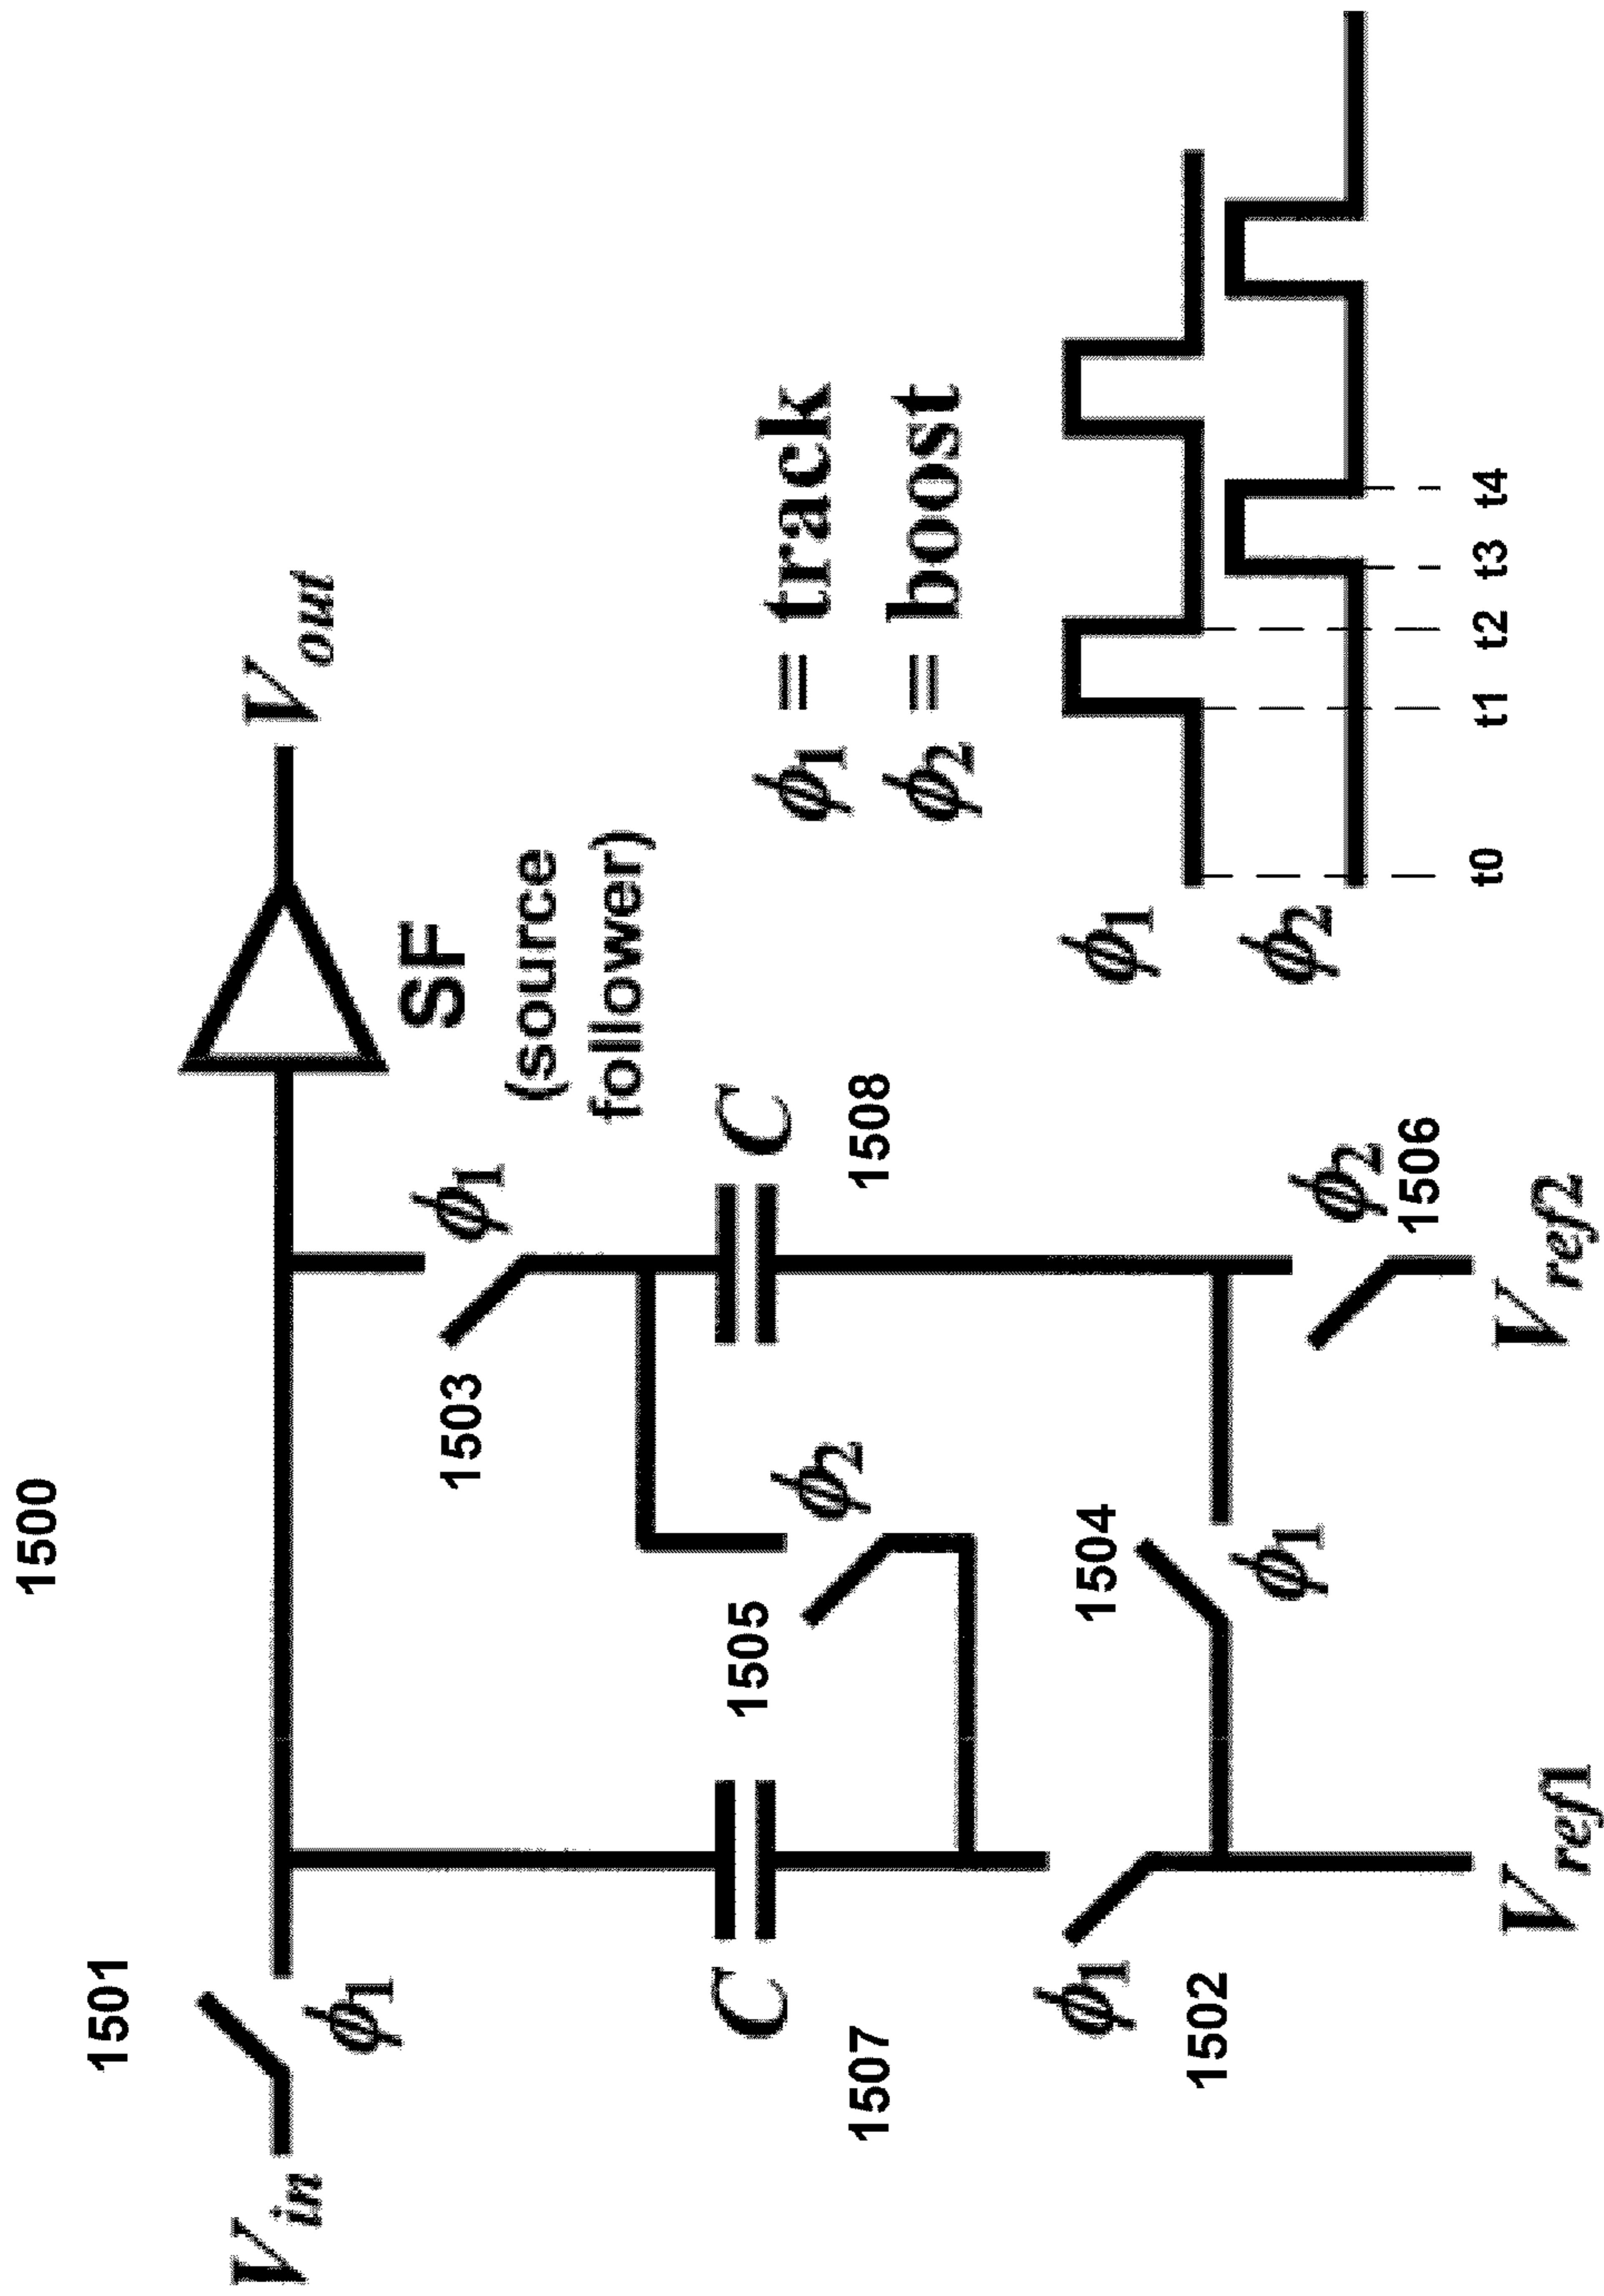 1500
1501
V_in
ϕ1
V_out
SF
(source
follower)
1503
ϕ1
C
1507
1505
ϕ2
C
1508
ϕ1
1502
1504
ϕ1
ϕ2
1506
V_ref1
V_ref2
ϕ1 = track
ϕ2 = boost
ϕ1
ϕ2
t0 t1 t2 t3 t4